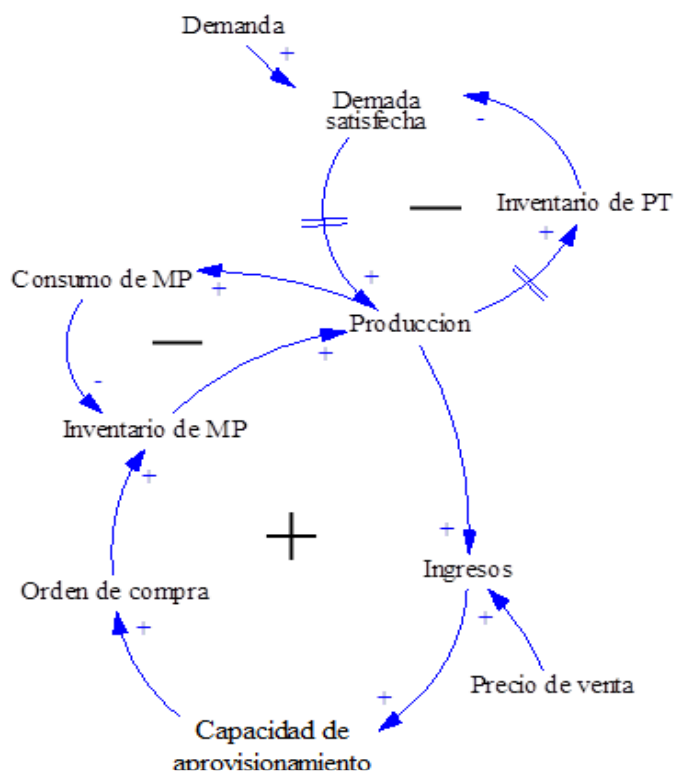 Demanda
+
Demada
satisfecha
-
Inventario de PT
+
Consumo de MP
+
+
Produccion
+
-
Inventario de MP
+
+
Ingresos
Orden de compra
+
+
+
Precio de venta
Capacidad de
aprovisionamiento